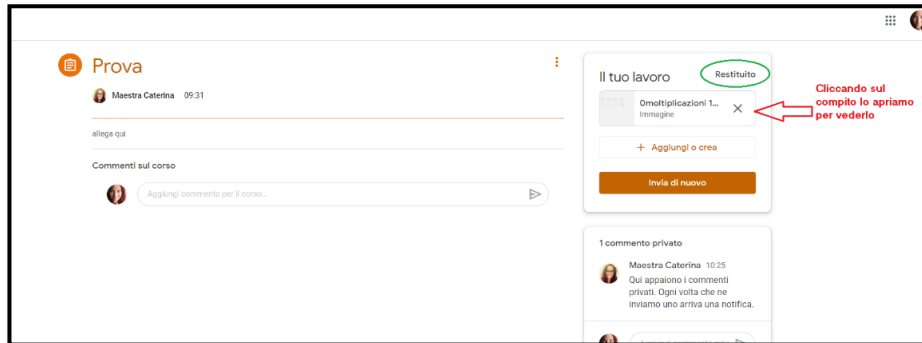 Prova
Maestra Caterina 09:31
allega qui
Commenti sul corso
Aggiungi commento per il corso...
Il tuo lavoro
Restituito
0moltiplicazioni 1...
Immagine
+ Aggiungi o crea
Invia di nuovo
Cliccando sul
compito lo apriamo
per vederlo
1 commento privato
Maestra Caterina 10:25
Qui appaiono i commenti
privati. Ogni volta che ne
inviamo uno arriva una notifica.